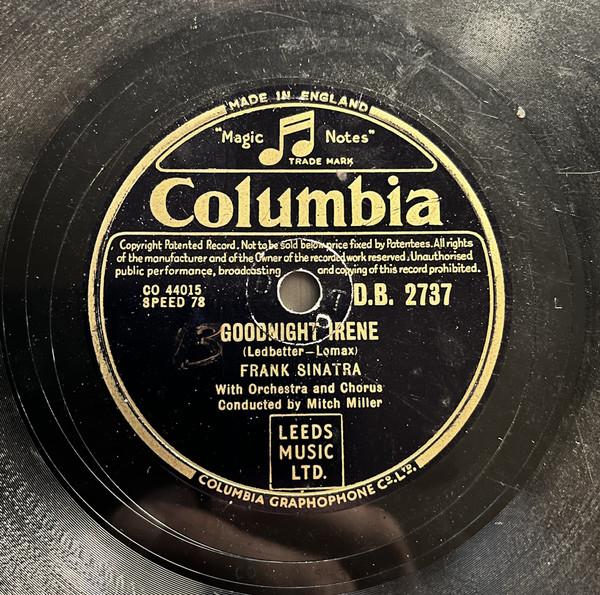 MADE IN ENGLAND
"Magic Notes"
TRADE MARK
Columbia
Copyright Patented Record. Not to be sold below price fixed by Patentees. All rights
of the manufacturer and of the Owner of the recorded work reserved. Unauthorised
public performance, broadcasting and copying of this record prohibited.
CO 44015
SPEED 78
D.B. 2737
GOODNIGHT IRENE
(Ledbetter–Lomax)
FRANK SINATRA
With Orchestra and Chorus
Conducted by Mitch Miller
LEEDS
MUSIC
LTD.
COLUMBIA GRAPHOPHONE Co. LTD.